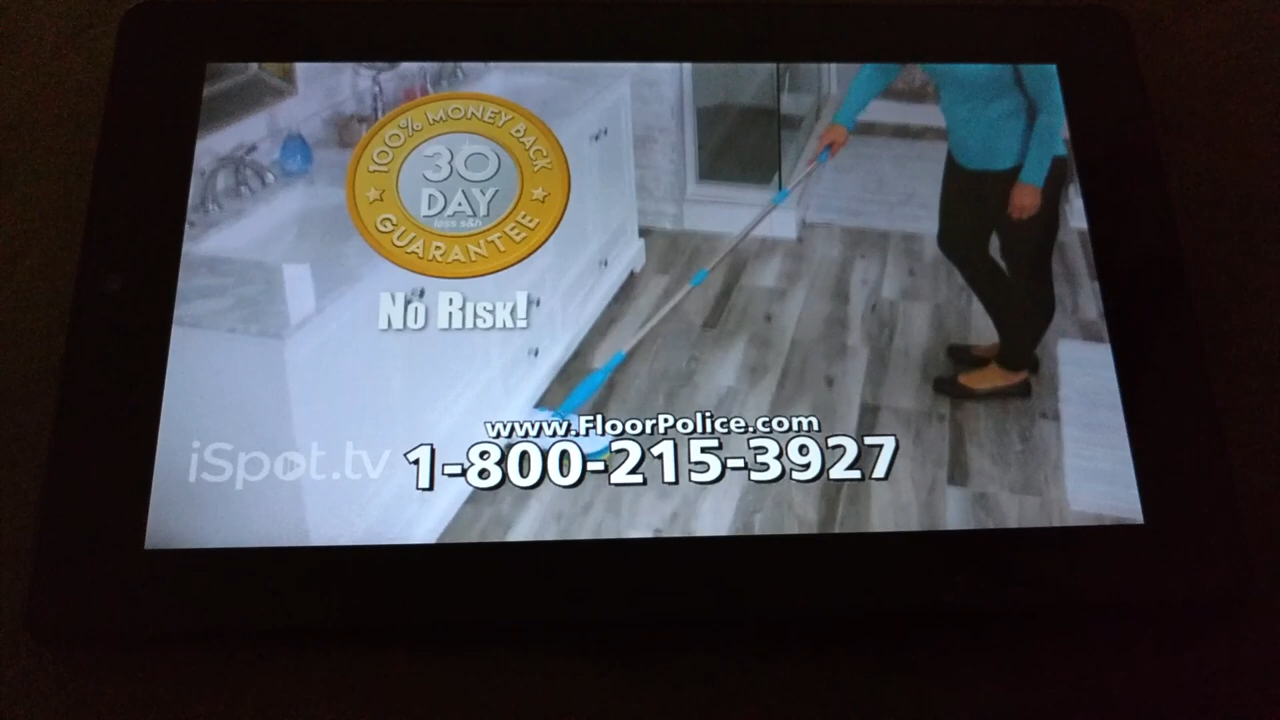 100% MONEY BACK
30
DAY
less s&h
GUARANTEE
No Risk!
www.FloorPolice.com
iSpot.tv
1-800-215-3927